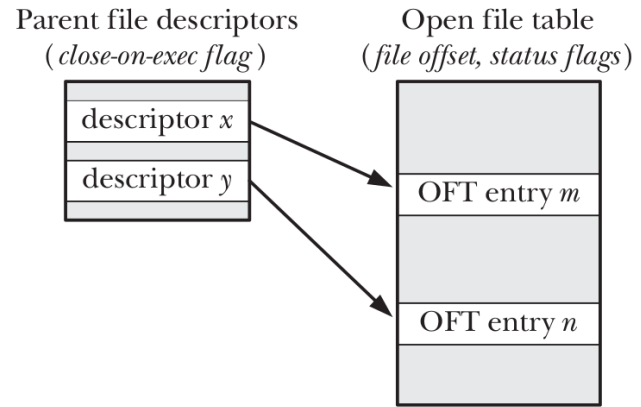 Parent file descriptors
(close-on-exec flag)
descriptor x
descriptor y
Open file table
(file offset, status flags)
OFT entry m
OFT entry n